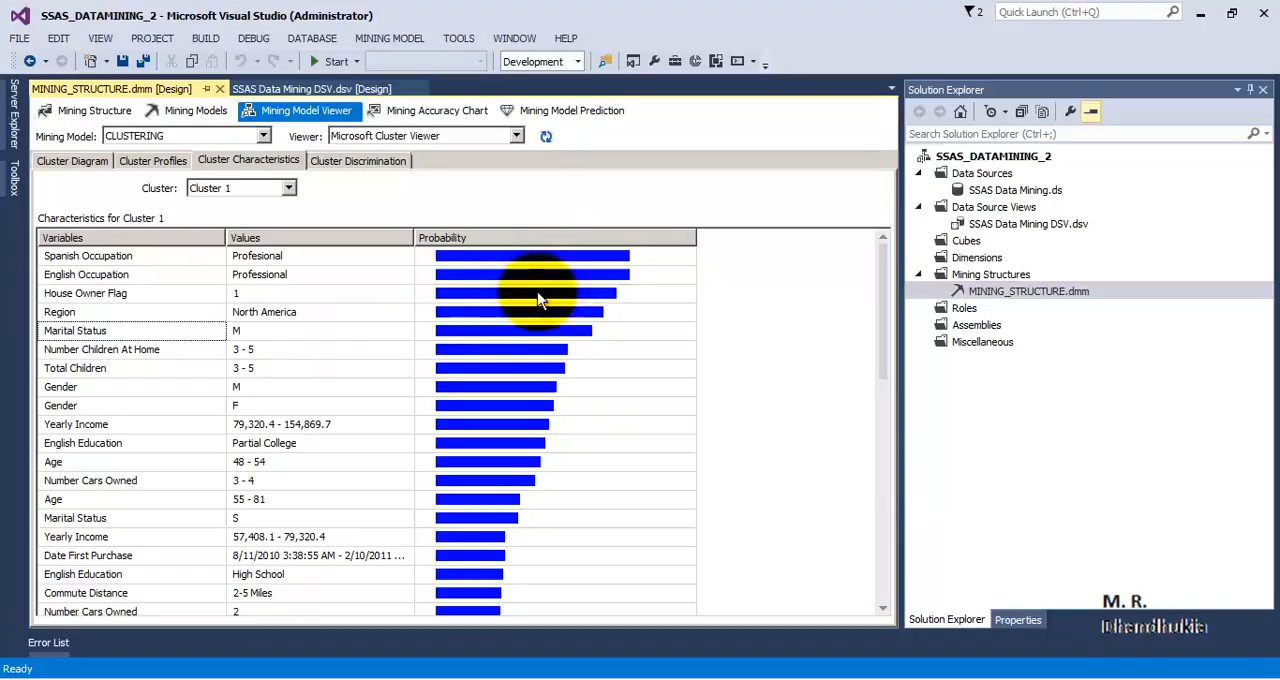 SSAS_DATAMINING_2 - Microsoft Visual Studio (Administrator)
2
Quick Launch (Ctrl+Q)
FILE EDIT VIEW PROJECT BUILD DEBUG DATABASE MINING MODEL TOOLS WINDOW HELP
Start Development
Server Explorer
Toolbox
MINING_STRUCTURE.dmm [Design] SSAS Data Mining DSV.dsv [Design]
Mining Structure Mining Models Mining Model Viewer Mining Accuracy Chart Mining Model Prediction
Mining Model: CLUSTERING Viewer: Microsoft Cluster Viewer
Cluster Diagram Cluster Profiles Cluster Characteristics Cluster Discrimination
Cluster: Cluster 1
Characteristics for Cluster 1
Variables Values Probability
Spanish Occupation Profesional
English Occupation Professional
House Owner Flag 1
Region North America
Marital Status M
Number Children At Home 3 - 5
Total Children 3 - 5
Gender M
Gender F
Yearly Income 79,320.4 - 154,869.7
English Education Partial College
Age 48 - 54
Number Cars Owned 3 - 4
Age 55 - 81
Marital Status S
Yearly Income 57,408.1 - 79,320.4
Date First Purchase 8/11/2010 3:38:55 AM - 2/10/2011 ...
English Education High School
Commute Distance 2-5 Miles
Number Cars Owned 2
Solution Explorer
Search Solution Explorer (Ctrl+;)
SSAS_DATAMINING_2
Data Sources
SSAS Data Mining.ds
Data Source Views
SSAS Data Mining DSV.dsv
Cubes
Dimensions
Mining Structures
MINING_STRUCTURE.dmm
Roles
Assemblies
Miscellaneous
M. R.
Dhandhukia
Solution Explorer Properties
Error List
Ready